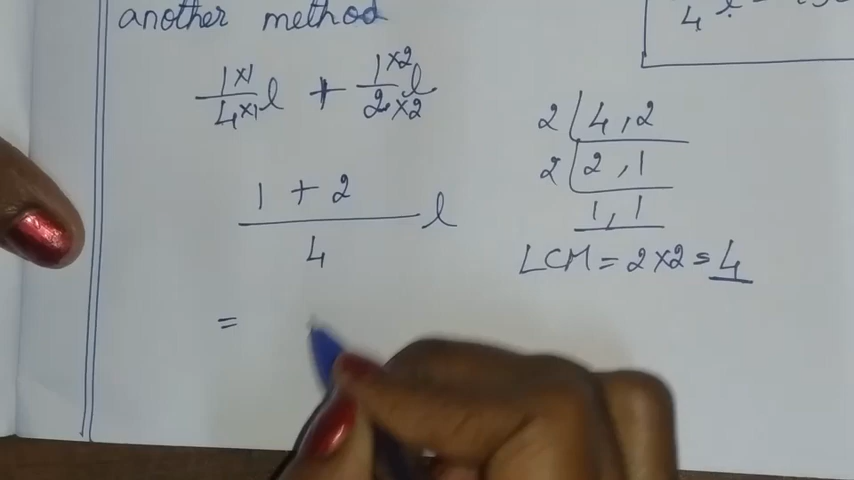 another method
1×1/4×1 l + 1×2/2×2 l
1 + 2
4
l
=
2 | 4, 2
2 | 2, 1
1, 1
LCM = 2×2 = 4
4 l